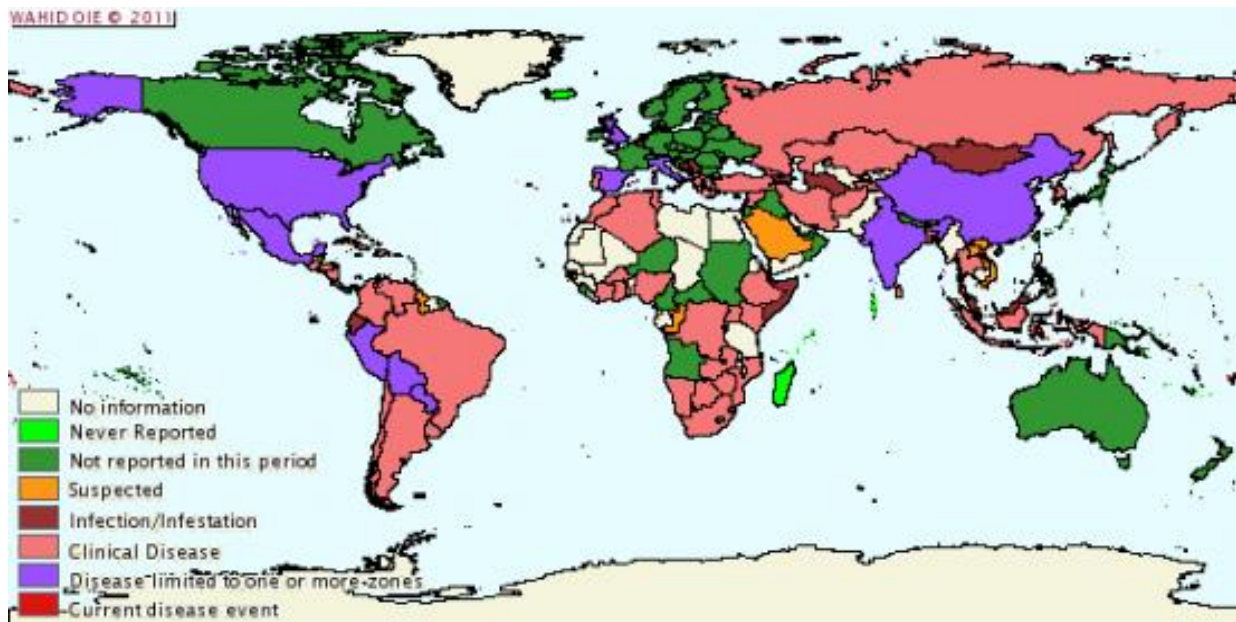 WAHID OIE © 2011
No information
Never Reported
Not reported in this period
Suspected
Infection/Infestation
Clinical Disease
Disease limited to one or more zones
Current disease event